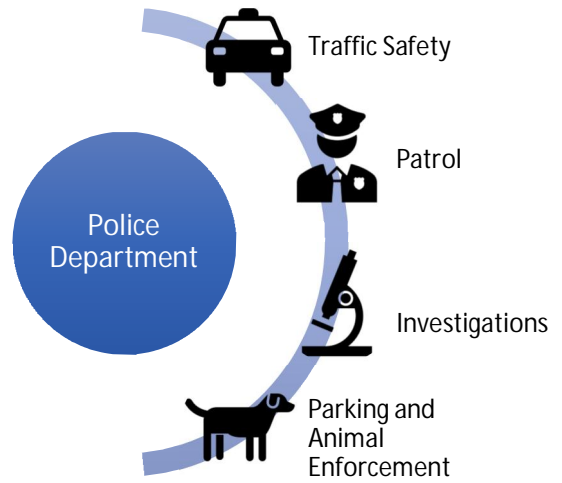 Traffic Safety
Patrol
Police
Department
Investigations
Parking and
Animal
Enforcement